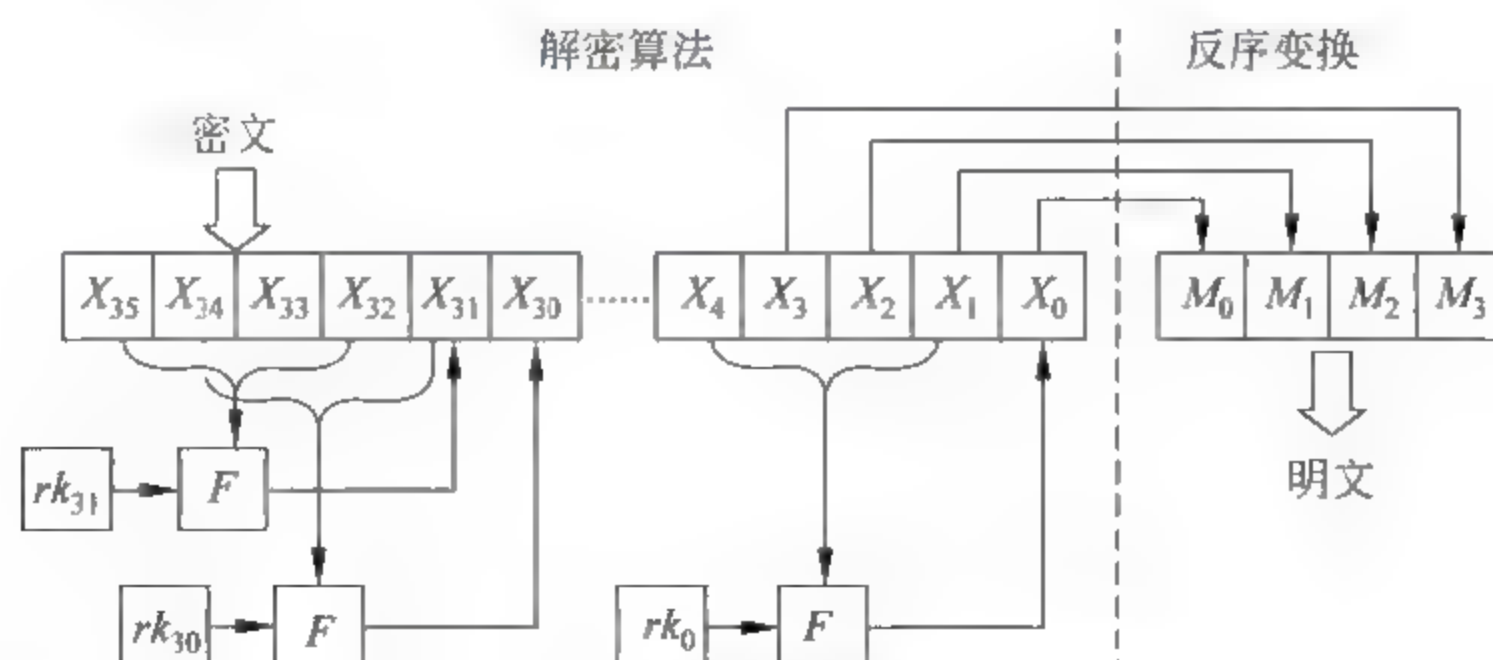 解密算法
反序变换
密文
X₃₅ X₃₄ X₃₃ X₃₂ X₃₁ X₃₀ ...... X₄ X₃ X₂ X₁ X₀ M₀ M₁ M₂ M₃
rk₃₁ F
明文
rk₃₀ F rk₀ F